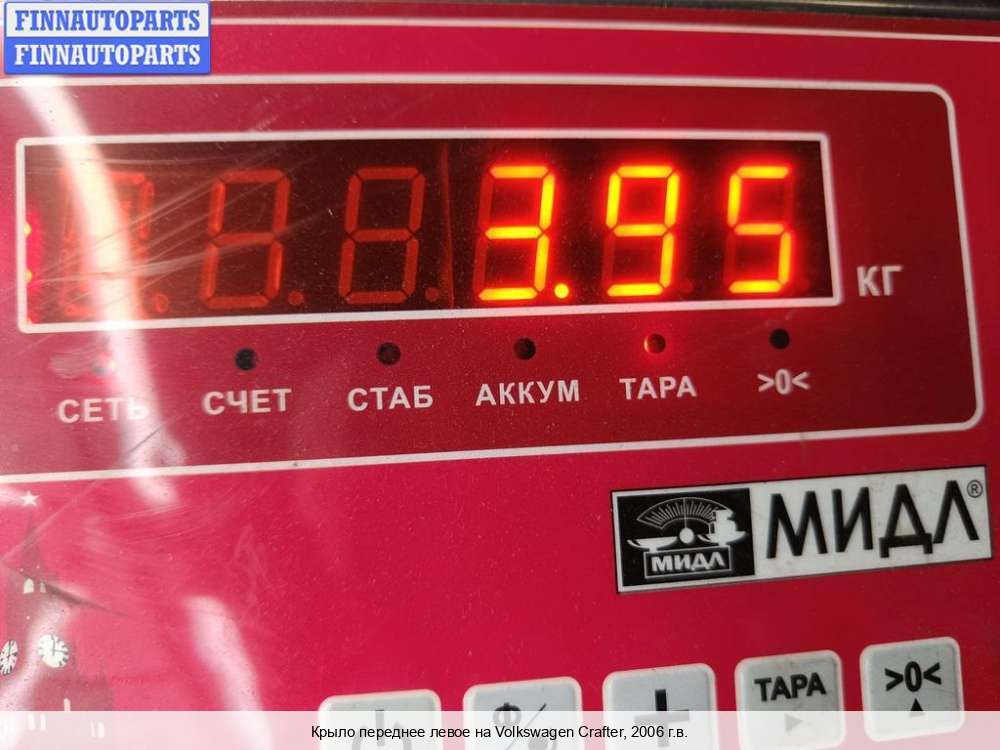 FINNAUTOPARTS
FINNAUTOPARTS
3.95
КГ
СЕТЬ СЧЕТ СТАБ АККУМ ТАРА >0<
МИДЛ МИДЛ®
+ ТАРА >0<
Крыло переднее левое на Volkswagen Crafter, 2006 г.в.